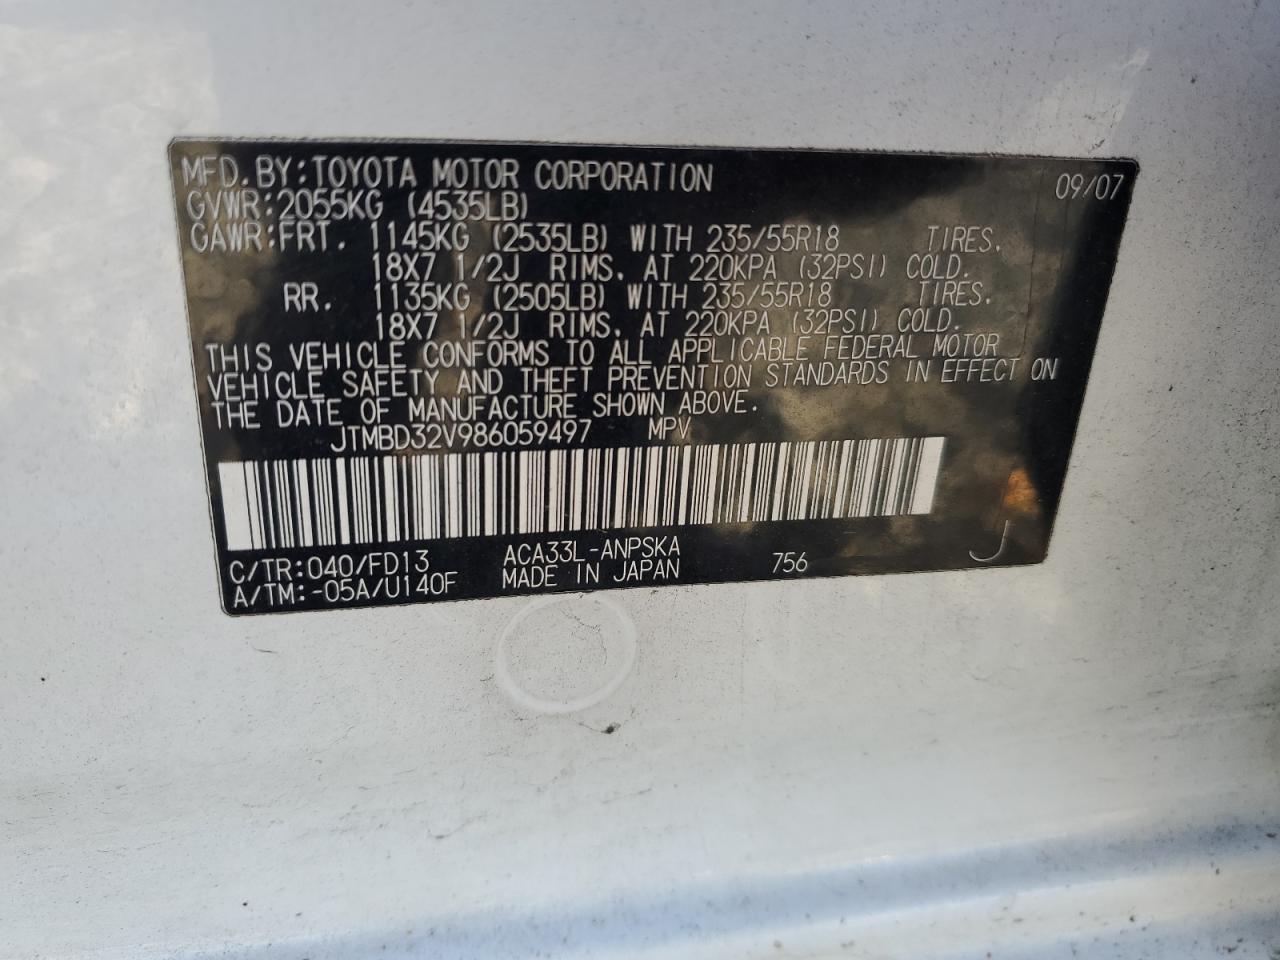 MFD.BY:TOYOTA MOTOR CORPORATION 09/07
GVWR:2055KG (4535LB)
GAWR:FRT. 1145KG (2535LB) WITH 235/55R18 TIRES.
18X7 1/2J RIMS. AT 220KPA (32PSI) COLD.
RR. 1135KG (2505LB) WITH 235/55R18 TIRES.
18X7 1/2J RIMS. AT 220KPA (32PSI) COLD.
THIS VEHICLE CONFORMS TO ALL APPLICABLE FEDERAL MOTOR
VEHICLE SAFETY AND THEFT PREVENTION STANDARDS IN EFFECT ON
THE DATE OF MANUFACTURE SHOWN ABOVE.
JTMBD32V986059497 MPV
C/TR:040/FD13 ACA33L-ANPSKA 756 J
A/TM:-05A/U140F MADE IN JAPAN